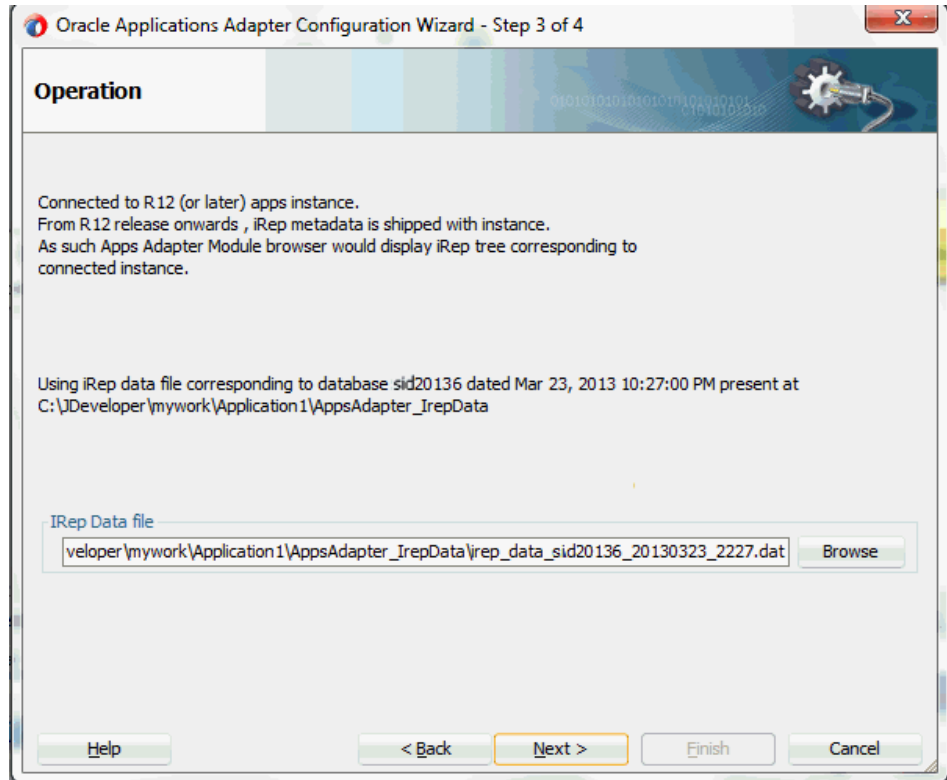 Oracle Applications Adapter Configuration Wizard - Step 3 of 4
Operation
Connected to R12 (or later) apps instance.
From R12 release onwards , iRep metadata is shipped with instance.
As such Apps Adapter Module browser would display iRep tree corresponding to
connected instance.
Using iRep data file corresponding to database sid20136 dated Mar 23, 2013 10:27:00 PM present at
C:\JDeveloper\mywork\Application1\AppsAdapter_IrepData
IRep Data file
veloper\mywork\Application1\AppsAdapter_IrepData\irep_data_sid20136_20130323_2227.dat Browse
Help < Back Next > Finish Cancel